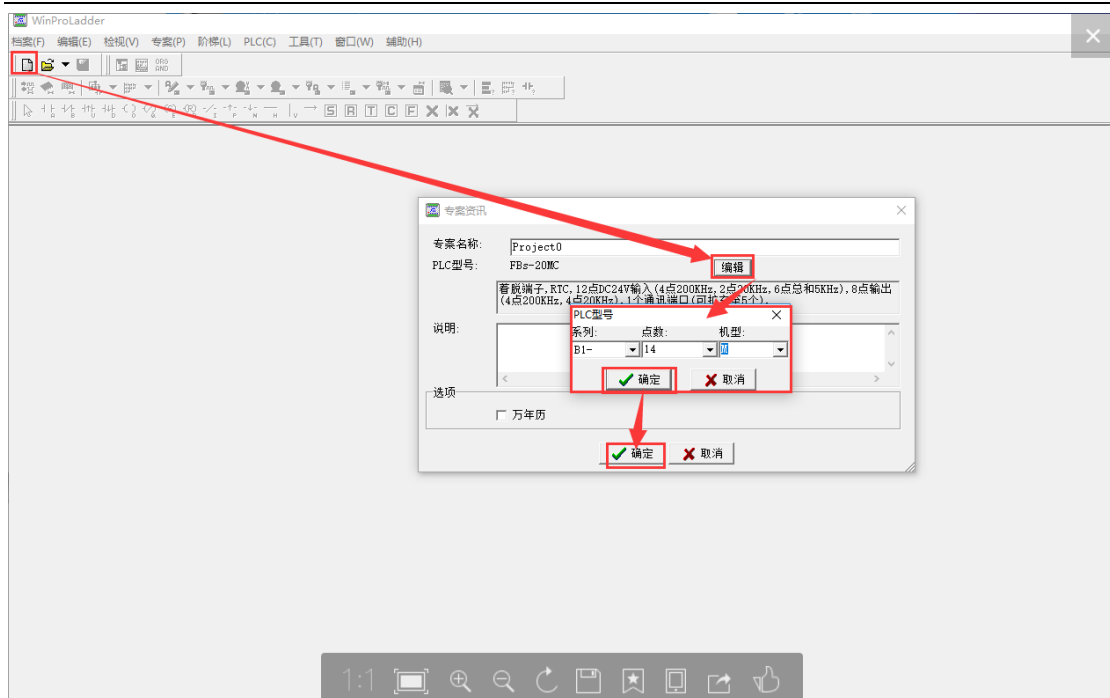 WinProLadder
档案(F) 编辑(E) 检视(V) 专案(P) 阶梯(L) PLC(C) 工具(T) 窗口(W) 辅助(H)
ORG
AND
S R T C F
专案资讯
专案名称: Project0
PLC型号: FBs-20MC 编辑
着脱端子,RTC,12点DC24V输入(4点200KHz,2点20KHz,6点总和5KHz),8点输出
(4点200KHz,4点20KHz),1个通讯端口(可扩充至5个).
PLC型号
系列: 点数: 机型:
B1- 14
确定 取消
说明:
选项
万年历
确定 取消
1:1